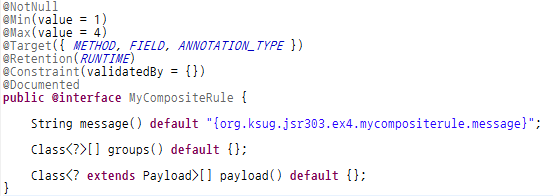 @NotNull
@Min(value = 1)
@Max(value = 4)
@Target({ METHOD, FIELD, ANNOTATION_TYPE })
@Retention(RUNTIME)
@Constraint(validatedBy = {})
@Documented
public @interface MyCompositeRule {
String message() default "{org.ksug.jsr303.ex4.mycompositerule.message}";
Class<?>[] groups() default {};
Class<? extends Payload>[] payload() default {};
}